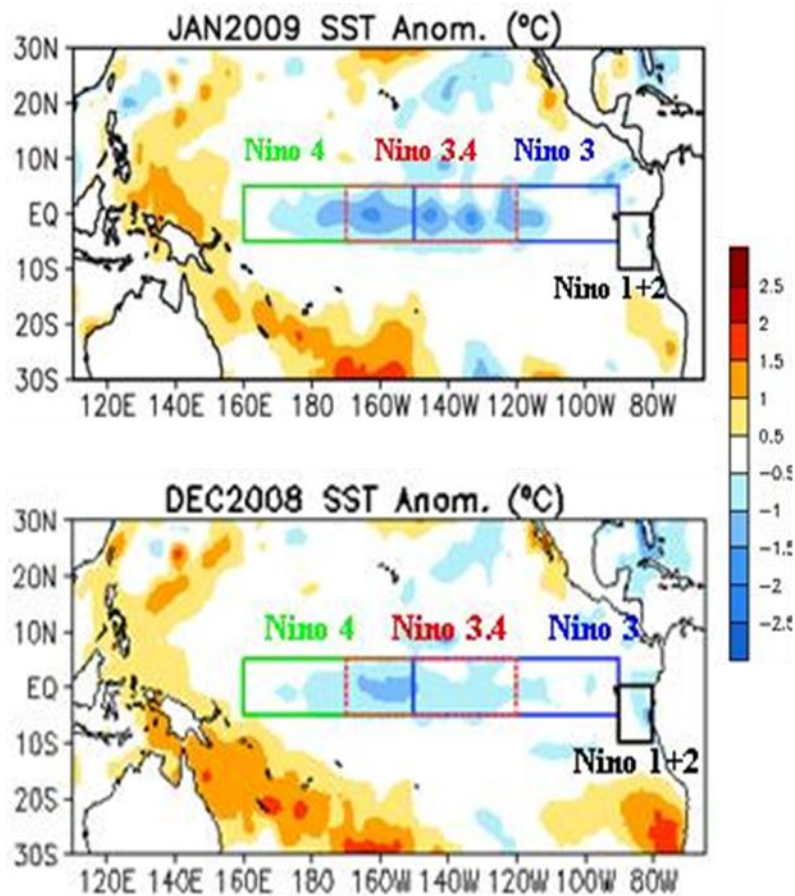 JAN2009 SST Anom. (°C)
30N
20N
10N
EQ
10S
20S
30S
Nino 4 Nino 3.4 Nino 3
Nino 1+2
120E 140E 160E 180 160W 140W 120W 100W 80W
2.5
2
1.5
1
0.5
-0.5
-1
-1.5
-2
-2.5
DEC2008 SST Anom. (°C)
30N
20N
10N
EQ
10S
20S
30S
Nino 4 Nino 3.4 Nino 3
Nino 1+2
120E 140E 160E 180 160W 140W 120W 100W 80W